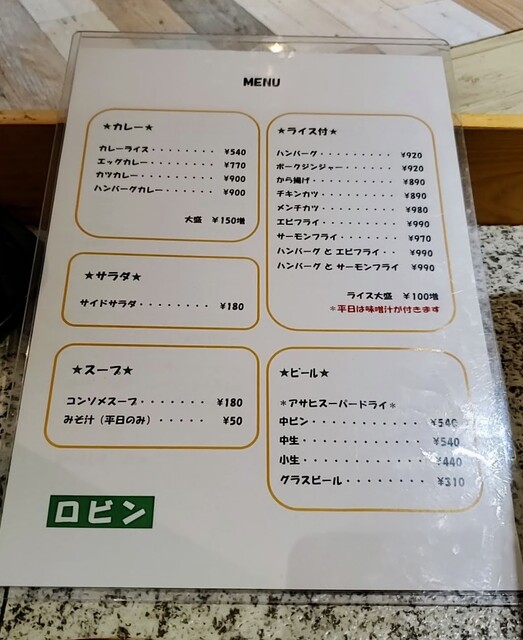 MENU
★カレー★
カレーライス・・・・・・・・ ¥540
エッグカレー・・・・・・・・ ¥770
カツカレー・・・・・・・・・ ¥900
ハンバーグカレー・・・・・・ ¥900
大盛 ¥150増
★サラダ★
サイドサラダ・・・・・・・・ ¥180
★スープ★
コンソメスープ・・・・・・・ ¥180
みそ汁（平日のみ）・・・・・ ¥50
★ライス付★
ハンバーグ・・・・・・・・・ ¥920
ポークジンジャー・・・・・・ ¥920
から揚げ・・・・・・・・・・ ¥890
チキンカツ・・・・・・・・・ ¥890
メンチカツ・・・・・・・・・ ¥980
エビフライ・・・・・・・・・ ¥990
サーモンフライ・・・・・・・ ¥970
ハンバーグ と エビフライ・・ ¥990
ハンバーグ と サーモンフライ ¥990
ライス大盛 ¥100増
＊平日は味噌汁が付きます
★ビール★
＊アサヒスーパードライ＊
中ビン・・・・・・・・・・・ ¥540
中生・・・・・・・・・・・・ ¥540
小生・・・・・・・・・・・・ ¥440
グラスビール・・・・・・・・ ¥310
ロビン